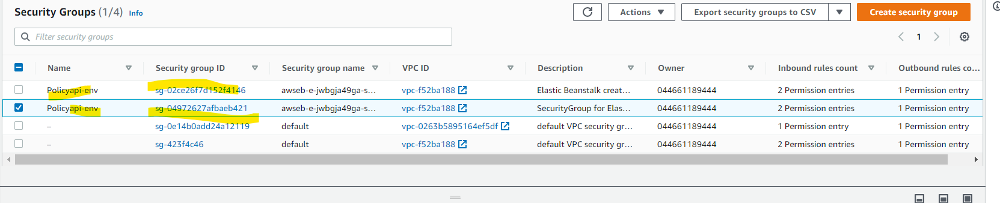 Security Groups (1/4) Info Actions Export security groups to CSV Create security group
Filter security groups 1
Name Security group ID Security group name VPC ID Description Owner Inbound rules count Outbound rules co...
Policyapi-env sg-02ce26f7d152f4146 awseb-e-jwbgja49ga-s... vpc-f52ba188 Elastic Beanstalk creat... 044661189444 2 Permission entries 1 Permission entry
Policyapi-env sg-04972627afbaeb421 awseb-e-jwbgja49ga-s... vpc-f52ba188 SecurityGroup for Elas... 044661189444 2 Permission entries 1 Permission entry
– sg-0e14b0add24a12119 default vpc-0263b5895164ef5df default VPC security gr... 044661189444 1 Permission entry 1 Permission entry
– sg-423f4c46 default vpc-f52ba188 default VPC security gr... 044661189444 2 Permission entries 1 Permission entry